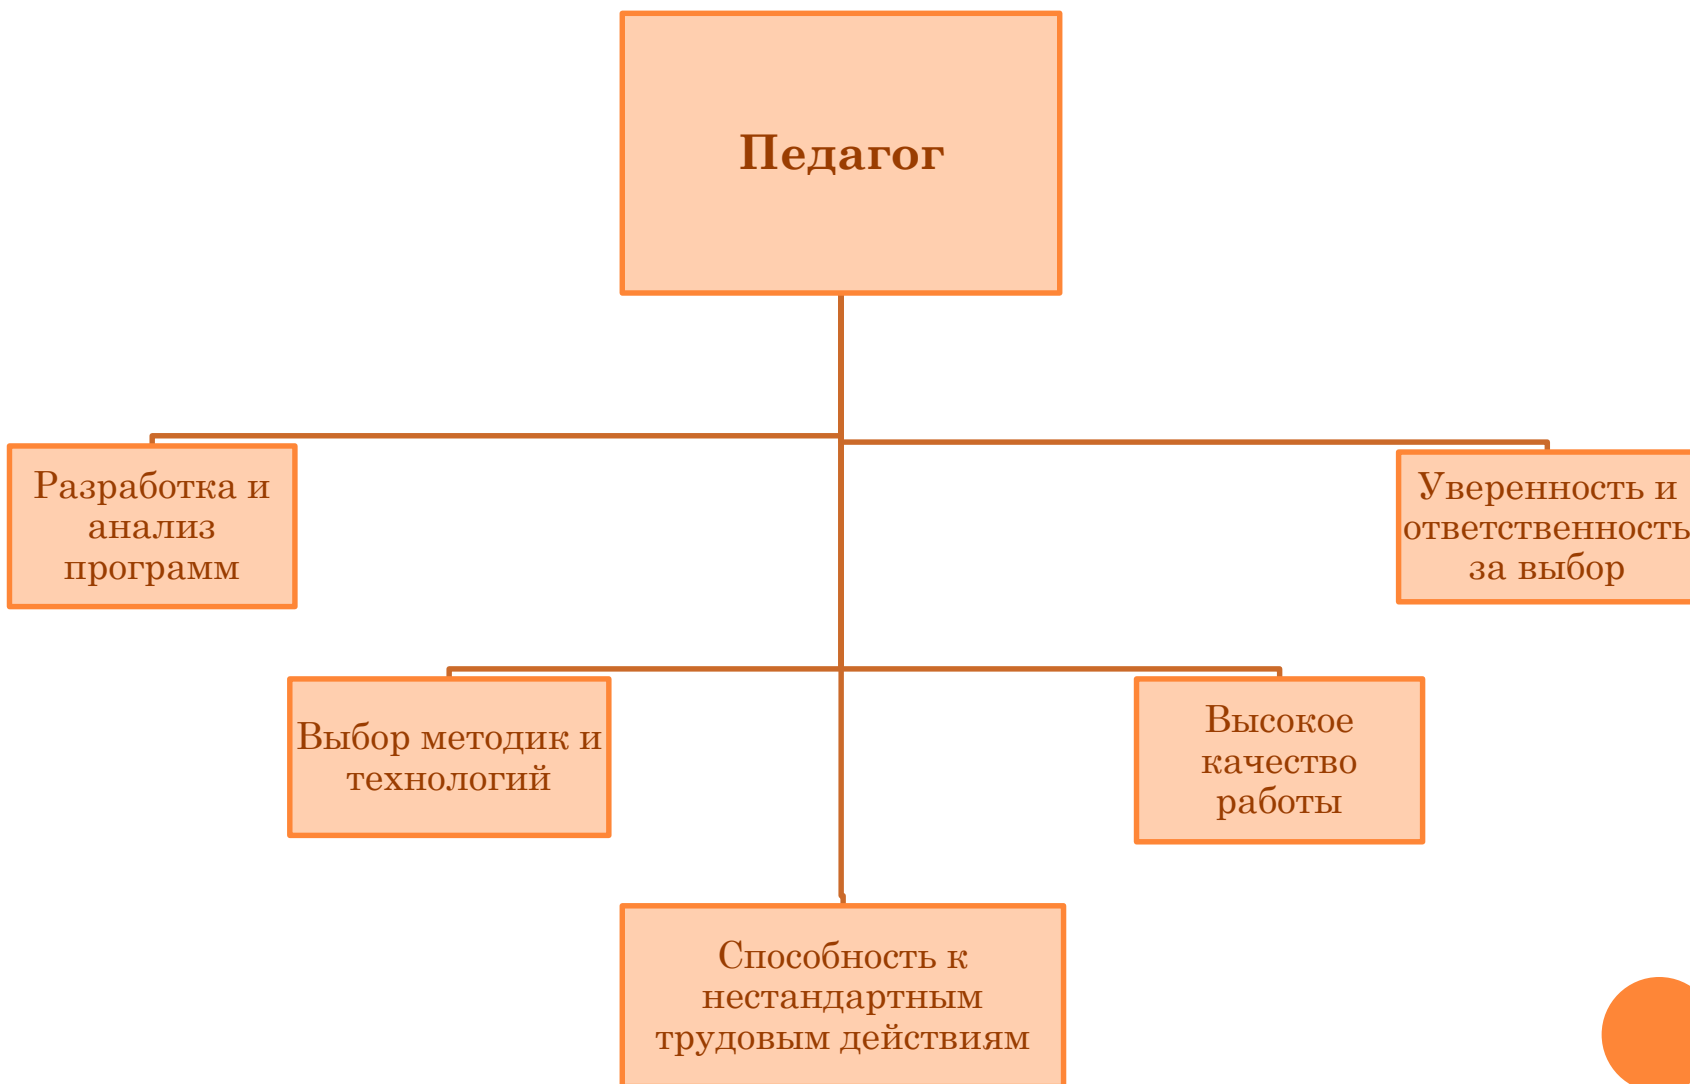 Педагог
Разработка и
анализ
программ
Уверенность и
ответственность
за выбор
Выбор методик и
технологий
Высокое
качество
работы
Способность к
нестандартным
трудовым действиям